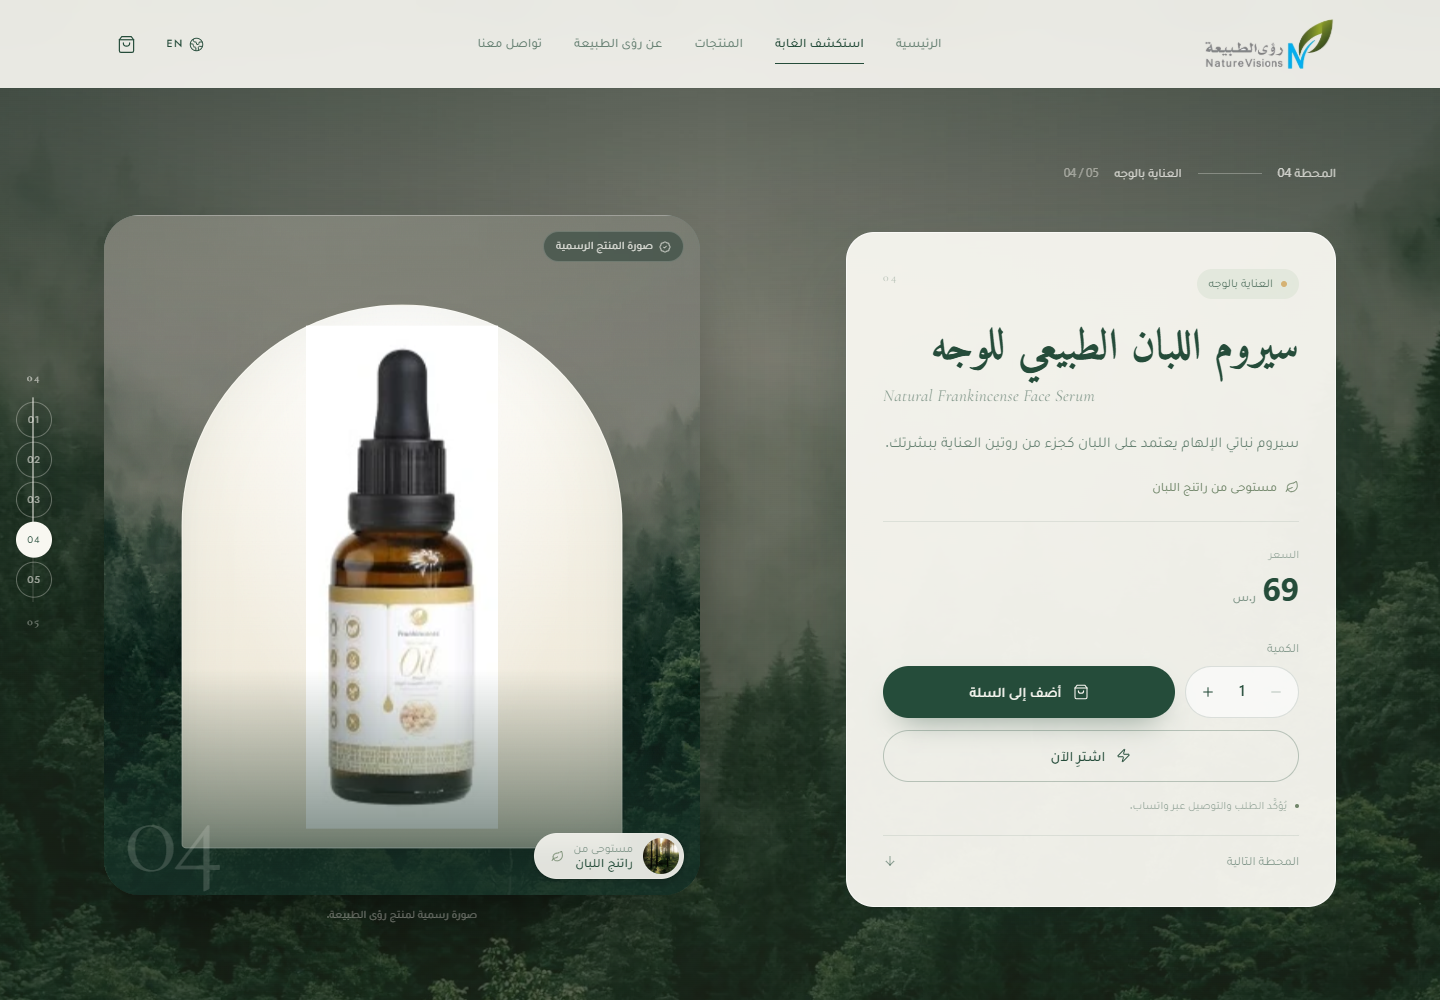 رؤى الطبيعة
NatureVisions
الرئيسية
استكشف الغابة
المنتجات
عن رؤى الطبيعة
تواصل معنا
EN
المحطة 04
العناية بالوجه
04 / 05
العناية بالوجه
04
سيروم اللبان الطبيعي للوجه
Natural Frankincense Face Serum
سيروم نباتي الإلهام يعتمد على اللبان كجزء من روتين العناية ببشرتك.
مستوحى من راتنج اللبان
السعر
69 ر.س
الكمية
1
أضف إلى السلة
اشترِ الآن
يُؤكَّد الطلب والتوصيل عبر واتساب.
المحطة التالية
صورة المنتج الرسمية
Frankincense
Oil
04
مستوحى من
راتنج اللبان
صورة رسمية لمنتج رؤى الطبيعة.
04
01
02
03
04
05
05